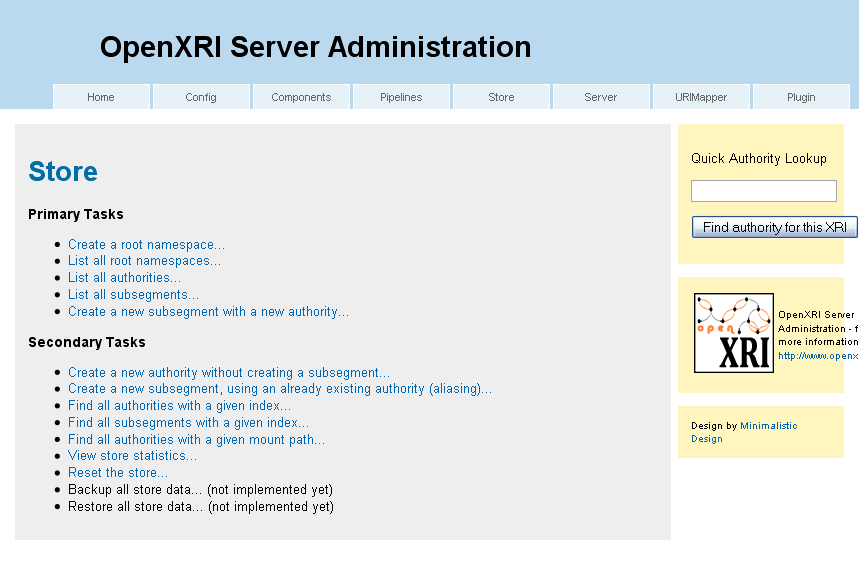 OpenXRI Server Administration
Home
Config
Components
Pipelines
Store
Server
URIMapper
Plugin
Store
Primary Tasks
Create a root namespace...
List all root namespaces...
List all authorities...
List all subsegments...
Create a new subsegment with a new authority...
Secondary Tasks
Create a new authority without creating a subsegment...
Create a new subsegment, using an already existing authority (aliasing)...
Find all authorities with a given index...
Find all subsegments with a given index...
Find all authorities with a given mount path...
View store statistics...
Reset the store...
Backup all store data... (not implemented yet)
Restore all store data... (not implemented yet)
Quick Authority Lookup
Find authority for this XRI
open
XRI
OpenXRI Server
Administration - f
more information
http://www.openx
Design by Minimalistic
Design